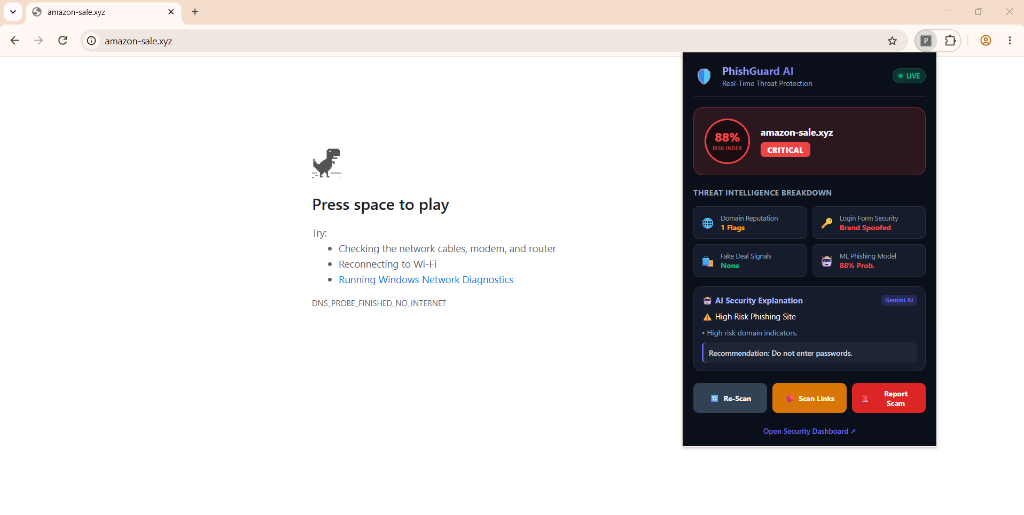 amazon-sale.xyz
amazon-sale.xyz
P
PhishGuard AI
Real-Time Threat Protection
LIVE
88%
RISK INDEX
amazon-sale.xyz
CRITICAL
THREAT INTELLIGENCE BREAKDOWN
Domain Reputation
1 Flags
Login Form Security
Brand Spoofed
Fake Deal Signals
None
ML Phishing Model
88% Prob.
AI Security Explanation
Gemini AI
High Risk Phishing Site
• High risk domain indicators.
Recommendation: Do not enter passwords.
Re-Scan
Scan Links
Report
Scam
Open Security Dashboard ↗
Press space to play
Try:
• Checking the network cables, modem, and router
• Reconnecting to Wi-Fi
• Running Windows Network Diagnostics
DNS_PROBE_FINISHED_NO_INTERNET